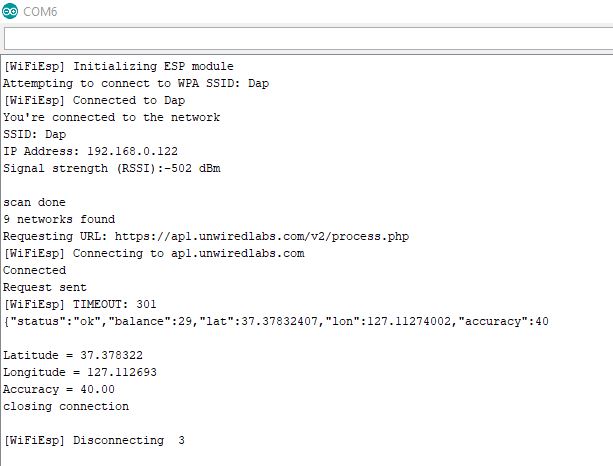 COM6
[WiFiEsp] Initializing ESP module
Attempting to connect to WPA SSID: Dap
[WiFiEsp] Connected to Dap
You're connected to the network
SSID: Dap
IP Address: 192.168.0.122
Signal strength (RSSI):-502 dBm
scan done
9 networks found
Requesting URL: https://ap1.unwiredlabs.com/v2/process.php
[WiFiEsp] Connecting to ap1.unwiredlabs.com
Connected
Request sent
[WiFiEsp] TIMEOUT: 301
{"status":"ok","balance":29,"lat":37.37832407,"lon":127.11274002,"accuracy":40
Latitude = 37.378322
Longitude = 127.112693
Accuracy = 40.00
closing connection
[WiFiEsp] Disconnecting  3